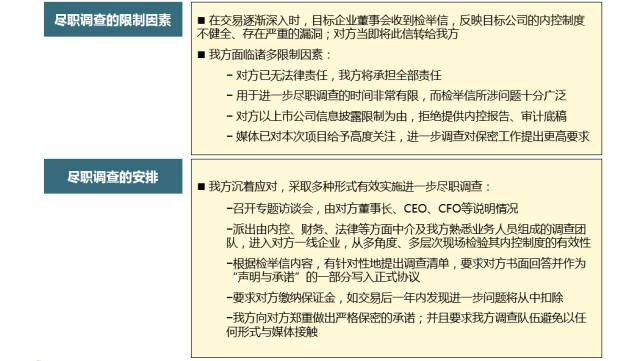 尽职调查的限制因素
■ 在交易逐渐深入时，目标企业董事会收到检举信，反映目标公司的内控制度
不健全、存在严重的漏洞；对方当即将此信转给我方
■ 我方面临诸多限制因素：
– 对方已无法律责任，我方将承担全部责任
– 用于进一步尽职调查的时间非常有限，而检举信所涉问题十分广泛
– 对方以上市公司信息披露限制为由，拒绝提供内控报告、审计底稿
– 媒体已对本次项目给予高度关注，进一步调查对保密工作提出更高要求
尽职调查的安排
■ 我方沉着应对，采取多种形式有效实施进一步尽职调查：
–召开专题访谈会，由对方董事长、CEO、CFO等说明情况
–派出由内控、财务、法律等方面中介及我方熟悉业务人员组成的调查团
队，进入对方一线企业，从多角度、多层次现场检验其内控制度的有效性
–根据检举信内容，有针对性地提出调查清单，要求对方书面回答并作为
“声明与承诺”的一部分写入正式协议
–要求对方缴纳保证金，如交易后一年内发现进一步问题将从中扣除
–我方向对方郑重做出严格保密的承诺；并且要求我方调查队伍避免以任
何形式与媒体接触